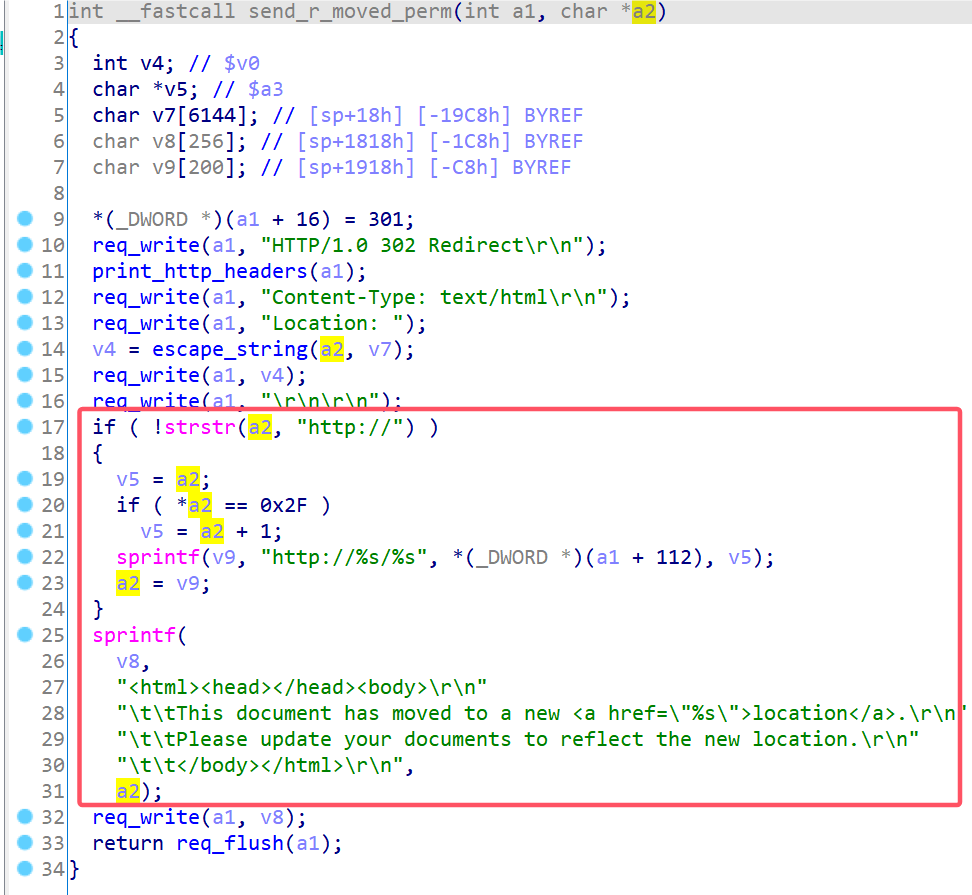 1 int __fastcall send_r_moved_perm(int a1, char *a2)
2 {
3 int v4; // $v0
4 char *v5; // $a3
5 char v7[6144]; // [sp+18h] [-19C8h] BYREF
6 char v8[256]; // [sp+1818h] [-1C8h] BYREF
7 char v9[200]; // [sp+1918h] [-C8h] BYREF
8
9 *(_DWORD *)(a1 + 16) = 301;
10 req_write(a1, "HTTP/1.0 302 Redirect\r\n");
11 print_http_headers(a1);
12 req_write(a1, "Content-Type: text/html\r\n");
13 req_write(a1, "Location: ");
14 v4 = escape_string(a2, v7);
15 req_write(a1, v4);
16 req_write(a1, "\r\n\r\n");
17 if ( !strstr(a2, "http://") )
18 {
19 v5 = a2;
20 if ( *a2 == 0x2F )
21 v5 = a2 + 1;
22 sprintf(v9, "http://%s/%s", *(_DWORD *)(a1 + 112), v5);
23 a2 = v9;
24 }
25 sprintf(
26 v8,
27 "<html><head></head><body>\r\n"
28 "\t\tThis document has moved to a new <a href=\"%s\">location</a>.\r\n"
29 "\t\tPlease update your documents to reflect the new location.\r\n"
30 "\t\t</body></html>\r\n",
31 a2);
32 req_write(a1, v8);
33 return req_flush(a1);
34 }